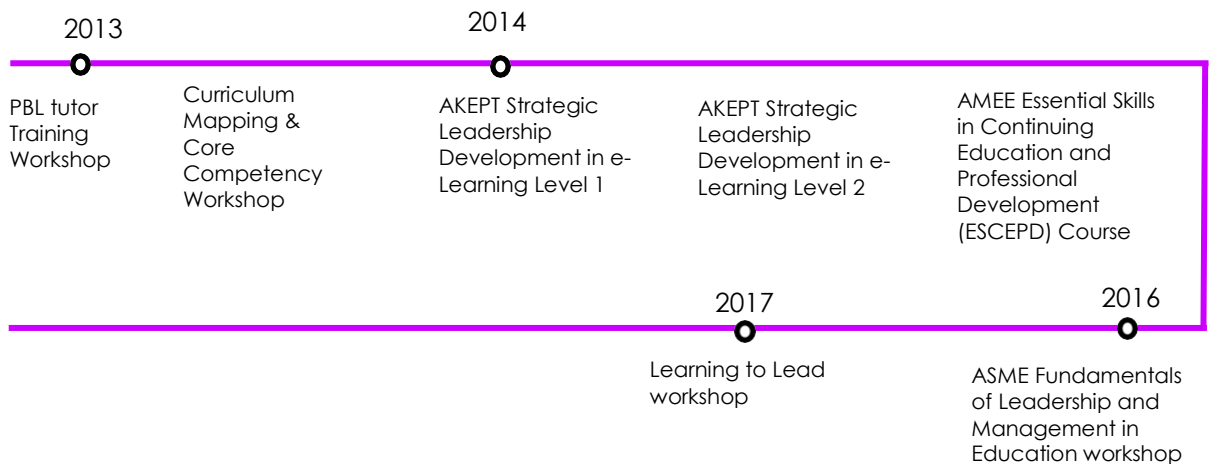 2013
2014
PBL tutor
Training
Workshop
Curriculum
Mapping &
Core
Competency
Workshop
AKEPT Strategic
Leadership
Development in e-
Learning Level 1
AKEPT Strategic
Leadership
Development in e-
Learning Level 2
AMEE Essential Skills
in Continuing
Education and
Professional
Development
(ESCEPD) Course
2016
ASME Fundamentals
of Leadership and
Management in
Education workshop
2017
Learning to Lead
workshop